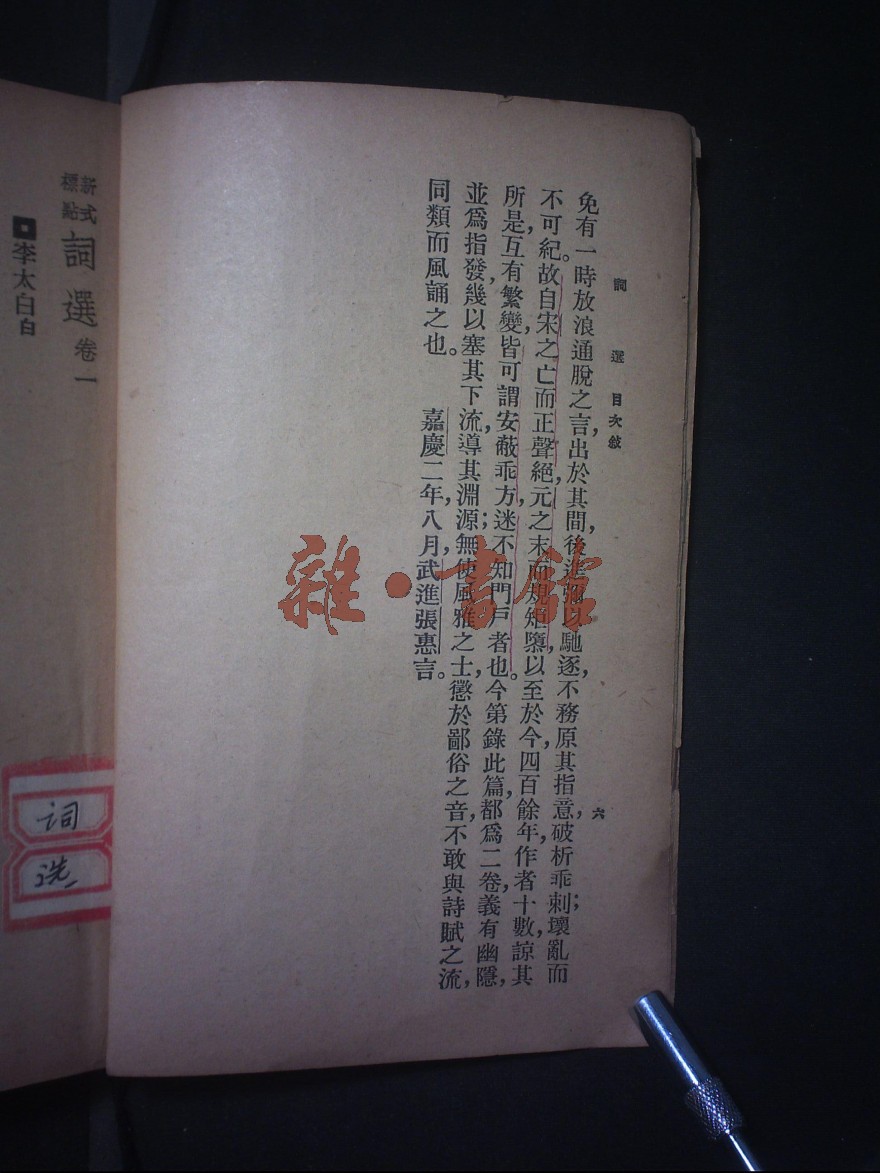 詞選 目次敍 六
免有一時放浪通脫之言,出於其間,後進彌以馳逐,不務原其指意,破析乖刺;壞亂而
不可紀。故自宋之亡而正聲絕,元之末而規矩隳,以至於今,四百餘年,作者十數,諒其
所是,互有繁變,皆可謂安蔽乖方,迷不知門戶者也。今第錄此篇,都爲二卷,義有幽隱,
並爲指發,幾以塞其下流,導其淵源;無使風雅之士,懲於鄙俗之音,不敢與詩賦之流,
同類而風誦之也。 嘉慶二年,八月,武進張惠言。
新式標點 詞選 卷一
李太白白
词
选
雜·書館